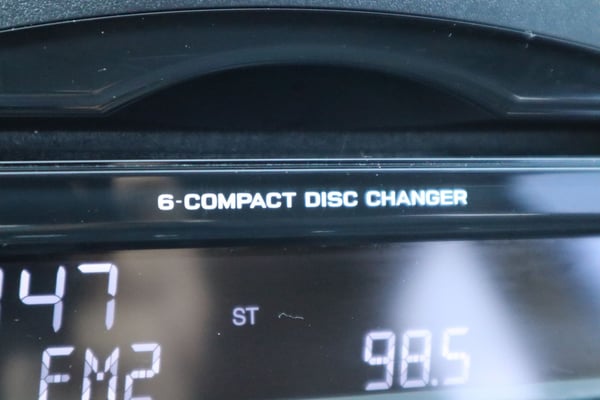 6-COMPACT DISC CHANGER
47
ST
FM2
98.5